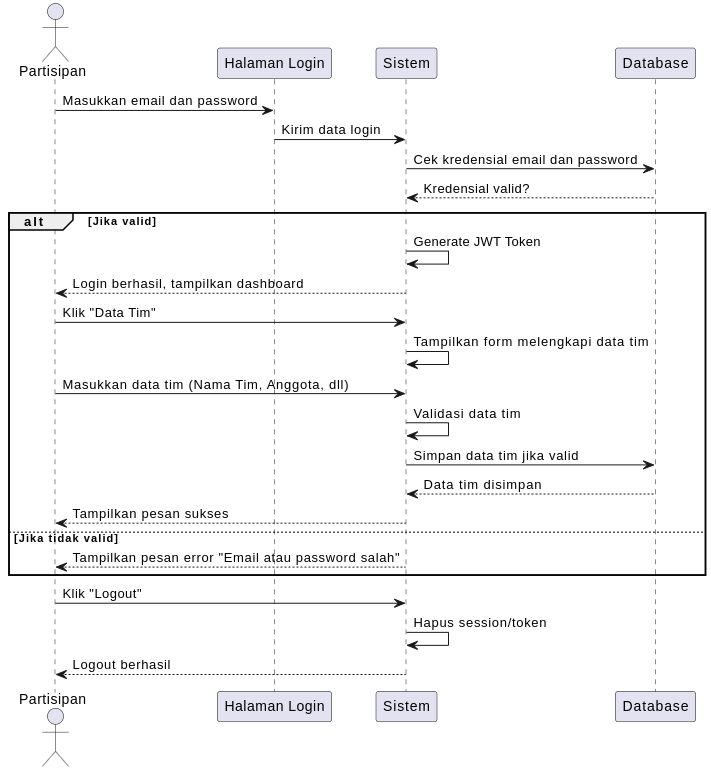 Partisipan
Halaman Login
Sistem
Database
Masukkan email dan password
Kirim data login
Cek kredensial email dan password
Kredensial valid?
alt
[Jika valid]
Generate JWT Token
Login berhasil, tampilkan dashboard
Klik "Data Tim"
Tampilkan form melengkapi data tim
Masukkan data tim (Nama Tim, Anggota, dll)
Validasi data tim
Simpan data tim jika valid
Data tim disimpan
Tampilkan pesan sukses
[Jika tidak valid]
Tampilkan pesan error "Email atau password salah"
Klik "Logout"
Hapus session/token
Logout berhasil
Partisipan
Halaman Login
Sistem
Database